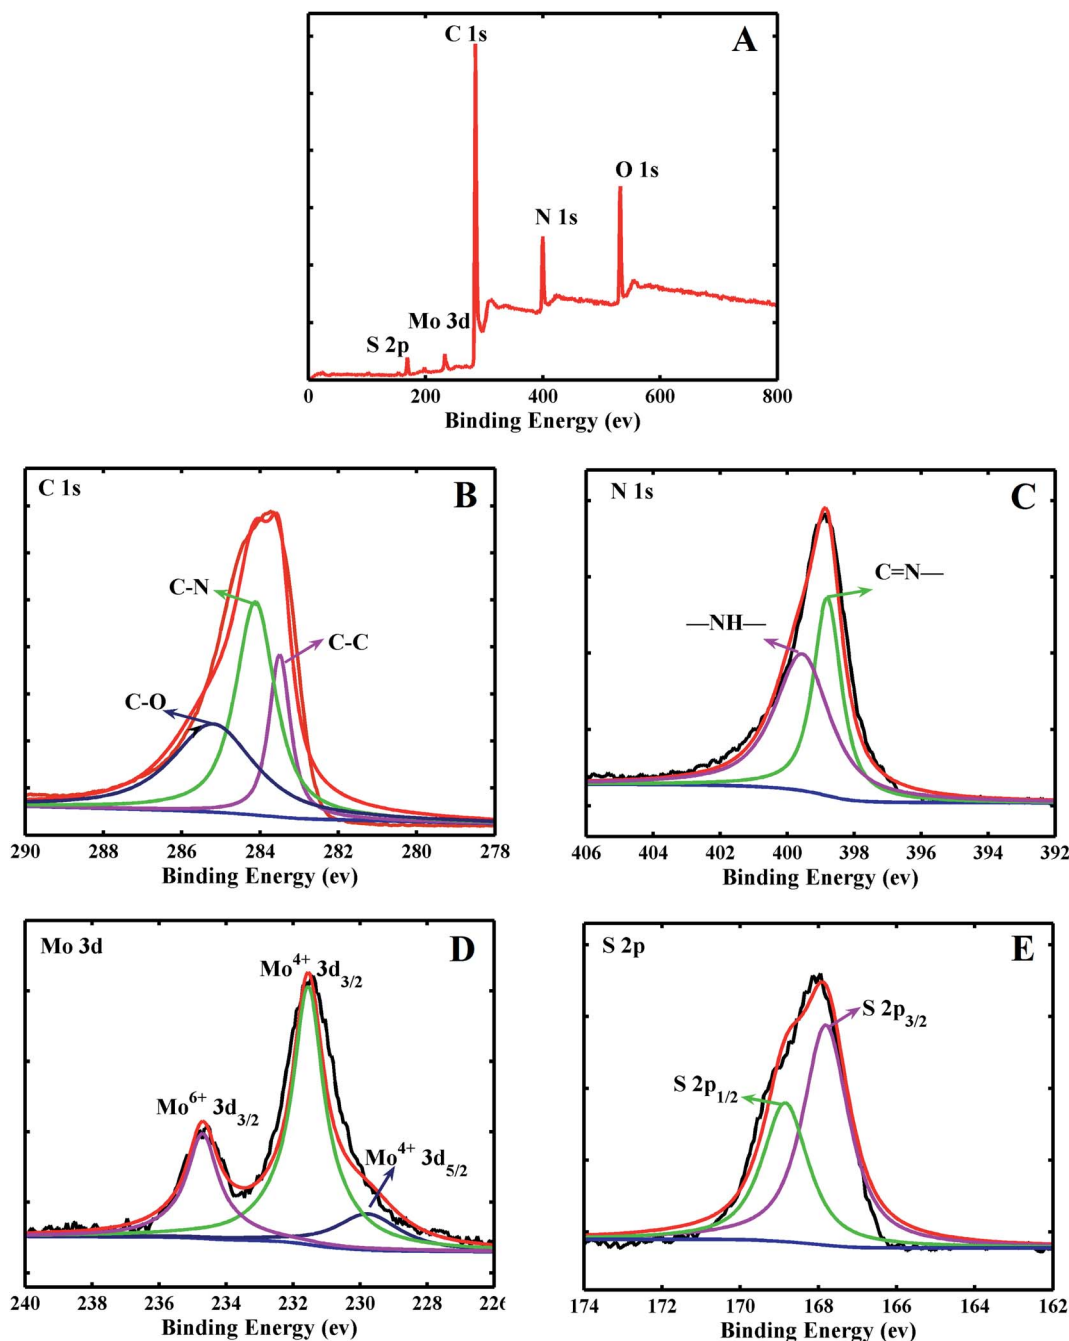 A
C 1s
O 1s
N 1s
Mo 3d
S 2p
0 200 400 600 800
Binding Energy (ev)
C 1s B
C-N
C-C
C-O
290 288 286 284 282 280 278
Binding Energy (ev)
N 1s C
C=N—
—NH—
406 404 402 400 398 396 394 392
Binding Energy (ev)
Mo 3d D
Mo⁴⁺ 3d₃/₂
Mo⁶⁺ 3d₃/₂
Mo⁴⁺ 3d₅/₂
240 238 236 234 232 230 228 226
Binding Energy (ev)
S 2p E
S 2p₃/₂
S 2p₁/₂
174 172 170 168 166 164 162
Binding Energy (ev)